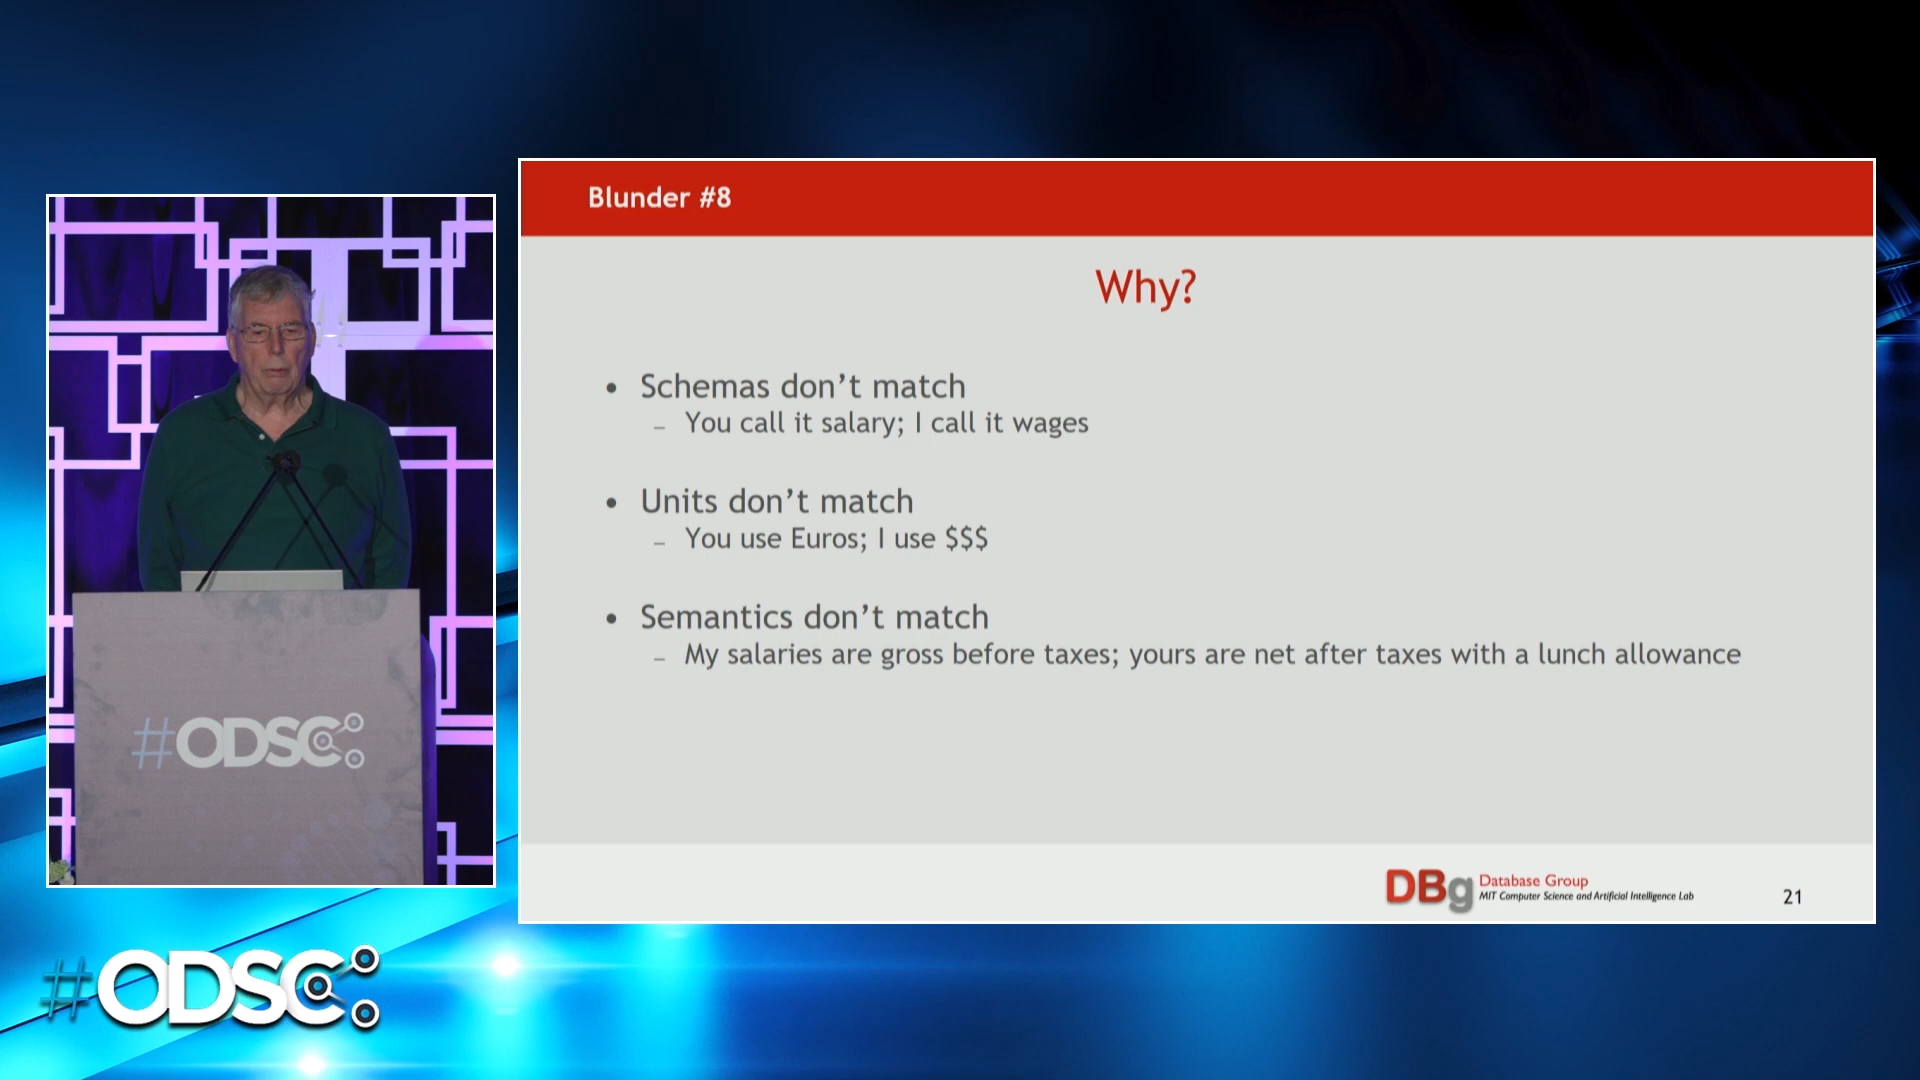 Blunder #8
Why?
• Schemas don't match
– You call it salary; I call it wages
• Units don't match
– You use Euros; I use $$$
• Semantics don't match
– My salaries are gross before taxes; yours are net after taxes with a lunch allowance
DBg Database Group
MIT Computer Science and Artificial Intelligence Lab
21
#ODSC
#ODSC